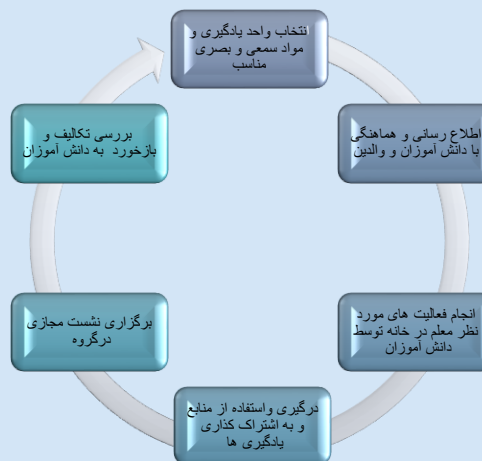 انتخاب واحد یادگیری و
مواد سمعی و بصری
مناسب
اطلاع رسانی و هماهنگی
با دانش آموزان و والدین
انجام فعالیت های مورد
نظر معلم در خانه توسط
دانش آموزان
درگیری واستفاده از منابع
و به اشتراک کذاری
یادگیری ها
برگزاری نشست مجازی
درگروه
بررسی تکالیف و
بازخورد به دانش آموزان